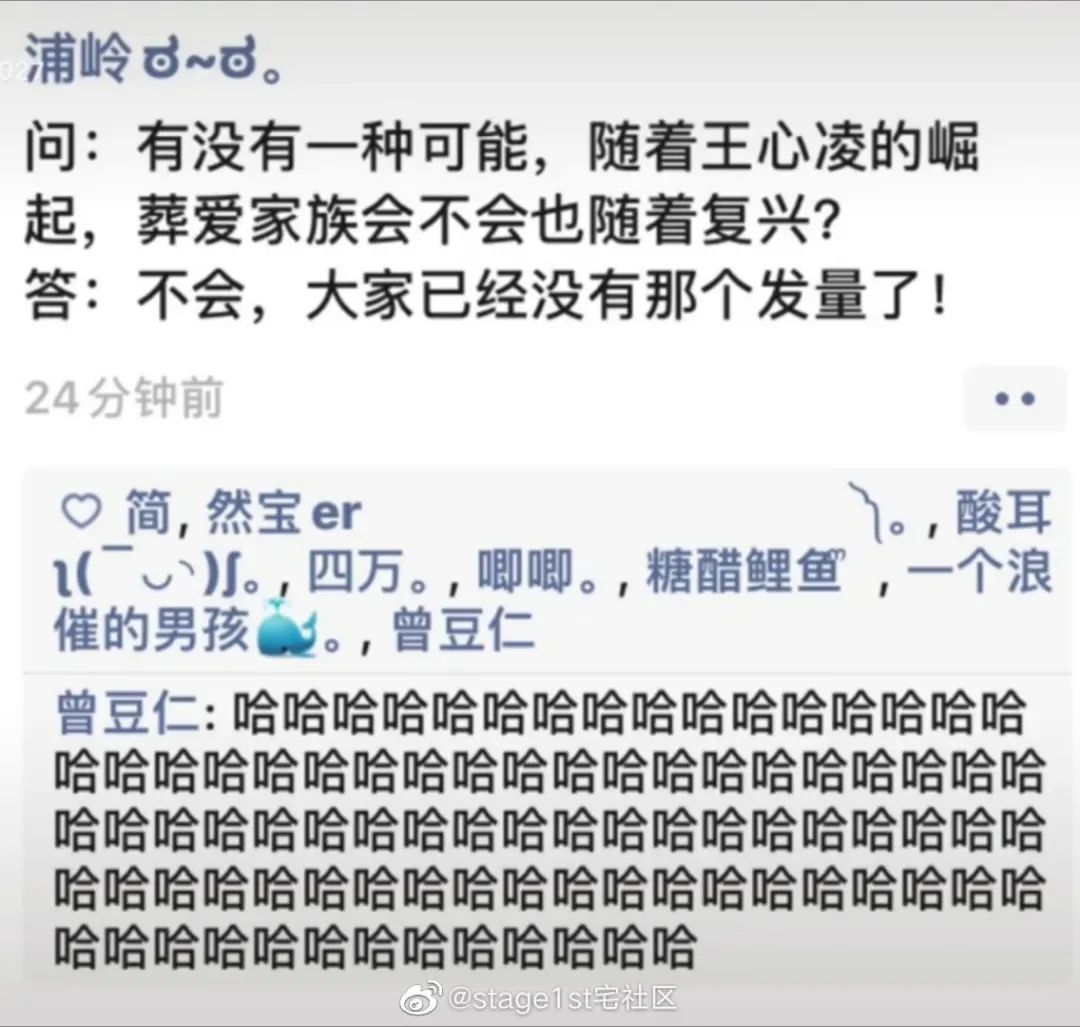 浦岭ಠ~ಠ。
问：有没有一种可能，随着王心凌的崛
起，葬爱家族会不会也随着复兴？
答：不会，大家已经没有那个发量了！
24分钟前
♡ 简, 然宝er ╲。, 酸耳
ʅ(¯◡◝)ʃ。, 四万。, 唧唧。, 糖醋鲤鱼 , 一个浪
催的男孩🐳。, 曾豆仁
曾豆仁: 哈哈哈哈哈哈哈哈哈哈哈哈哈哈哈哈
哈哈哈哈哈哈哈哈哈哈哈哈哈哈哈哈哈哈哈哈
哈哈哈哈哈哈哈哈哈哈哈哈哈哈哈哈哈哈哈哈
哈哈哈哈哈哈哈哈哈哈哈哈哈哈哈哈哈哈哈哈
哈哈哈哈哈哈哈哈哈哈哈哈哈
@stage1st宅社区